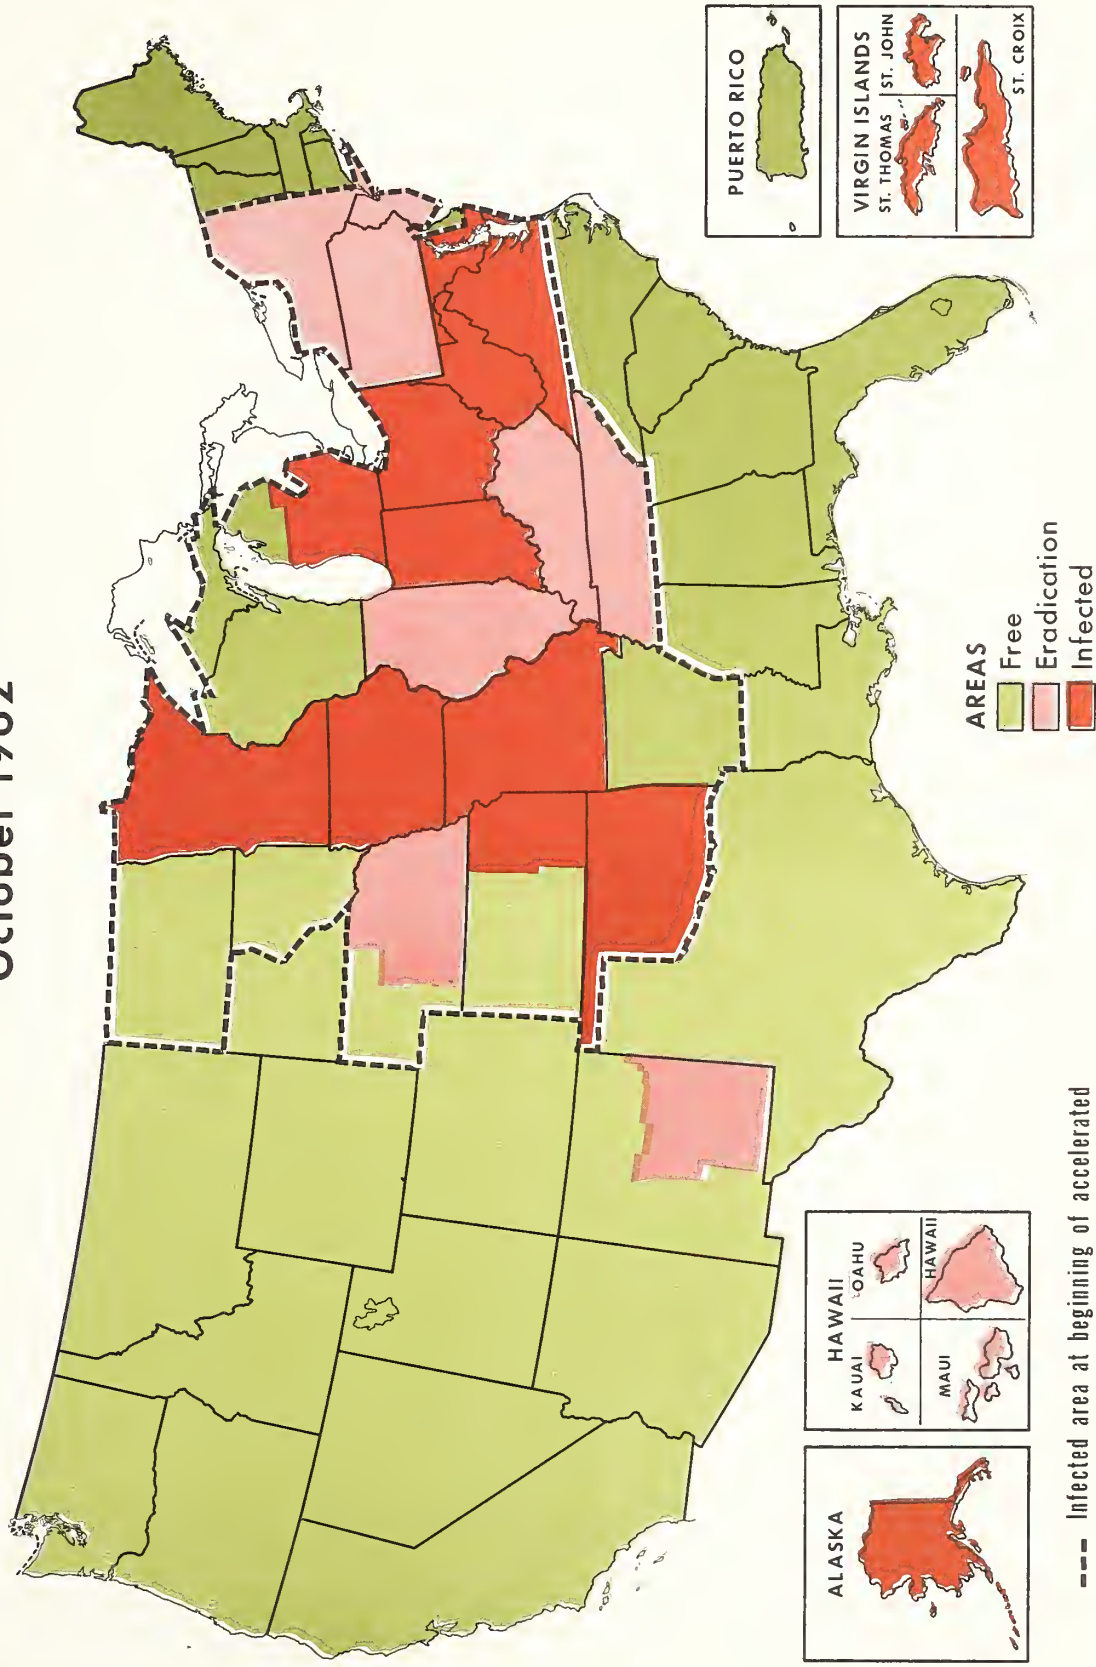 October 1962
PUERTO RICO
VIRGIN ISLANDS
ST. THOMAS
ST. JOHN
ST. CROIX
AREAS
Free
Eradication
Infected
HAWAII
KAUAI
OAHU
MAUI
HAWAII
ALASKA
--- Infected area at beginning of accelerated